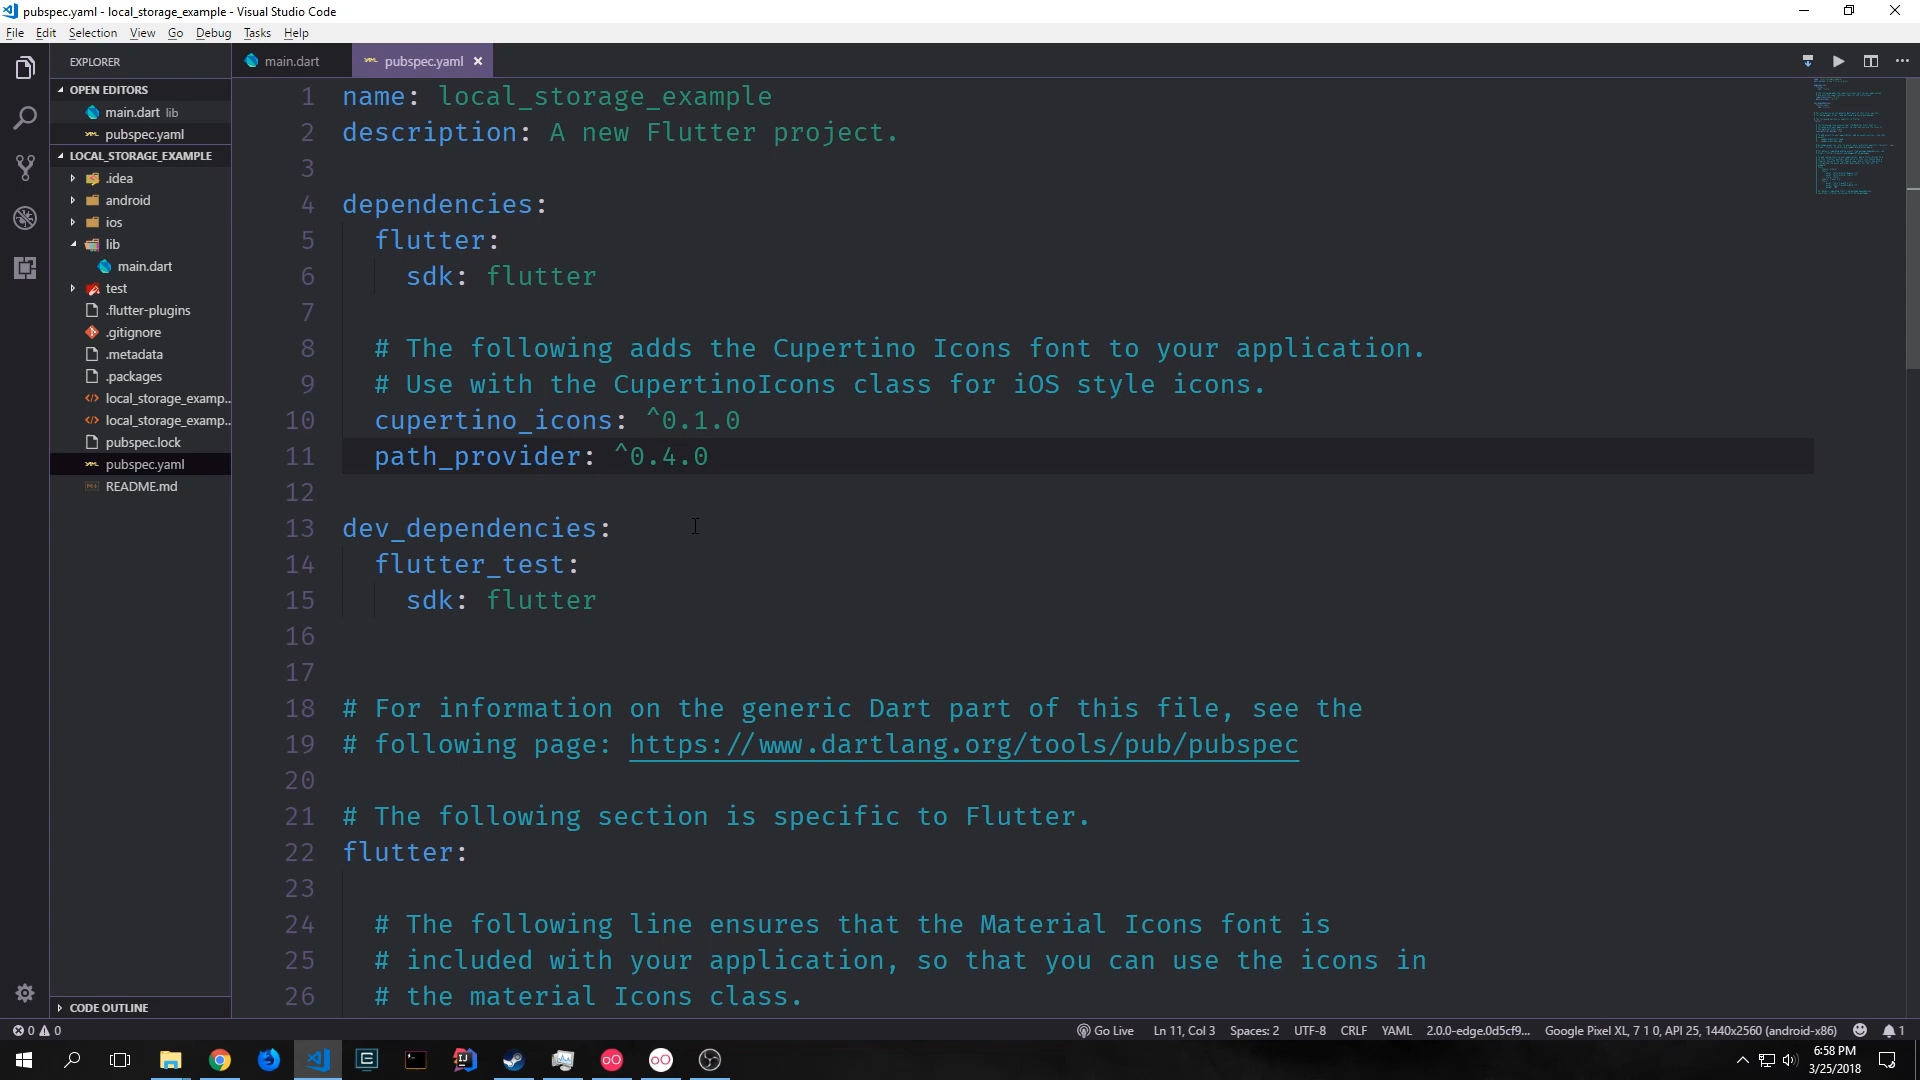 pubspec.yaml - local_storage_example - Visual Studio Code
File Edit Selection View Go Debug Tasks Help
EXPLORER
OPEN EDITORS
main.dart lib
pubspec.yaml
LOCAL_STORAGE_EXAMPLE
.idea
android
ios
lib
main.dart
test
.flutter-plugins
.gitignore
.metadata
.packages
local_storage_examp...
local_storage_examp...
pubspec.lock
pubspec.yaml
README.md
CODE OUTLINE
main.dart
pubspec.yaml
1 name: local_storage_example
2 description: A new Flutter project.
3
4 dependencies:
5 flutter:
6 sdk: flutter
7
8 # The following adds the Cupertino Icons font to your application.
9 # Use with the CupertinoIcons class for iOS style icons.
10 cupertino_icons: ^0.1.0
11 path_provider: ^0.4.0
12
13 dev_dependencies:
14 flutter_test:
15 sdk: flutter
16
17
18 # For information on the generic Dart part of this file, see the
19 # following page: https://www.dartlang.org/tools/pub/pubspec
20
21 # The following section is specific to Flutter.
22 flutter:
23
24 # The following line ensures that the Material Icons font is
25 # included with your application, so that you can use the icons in
26 # the material Icons class.
0 0 Go Live Ln 11, Col 3 Spaces: 2 UTF-8 CRLF YAML 2.0.0-edge.0d5cf9... Google Pixel XL, 7 1 0, API 25, 1440x2560 (android-x86) 1
6:58 PM
3/25/2018